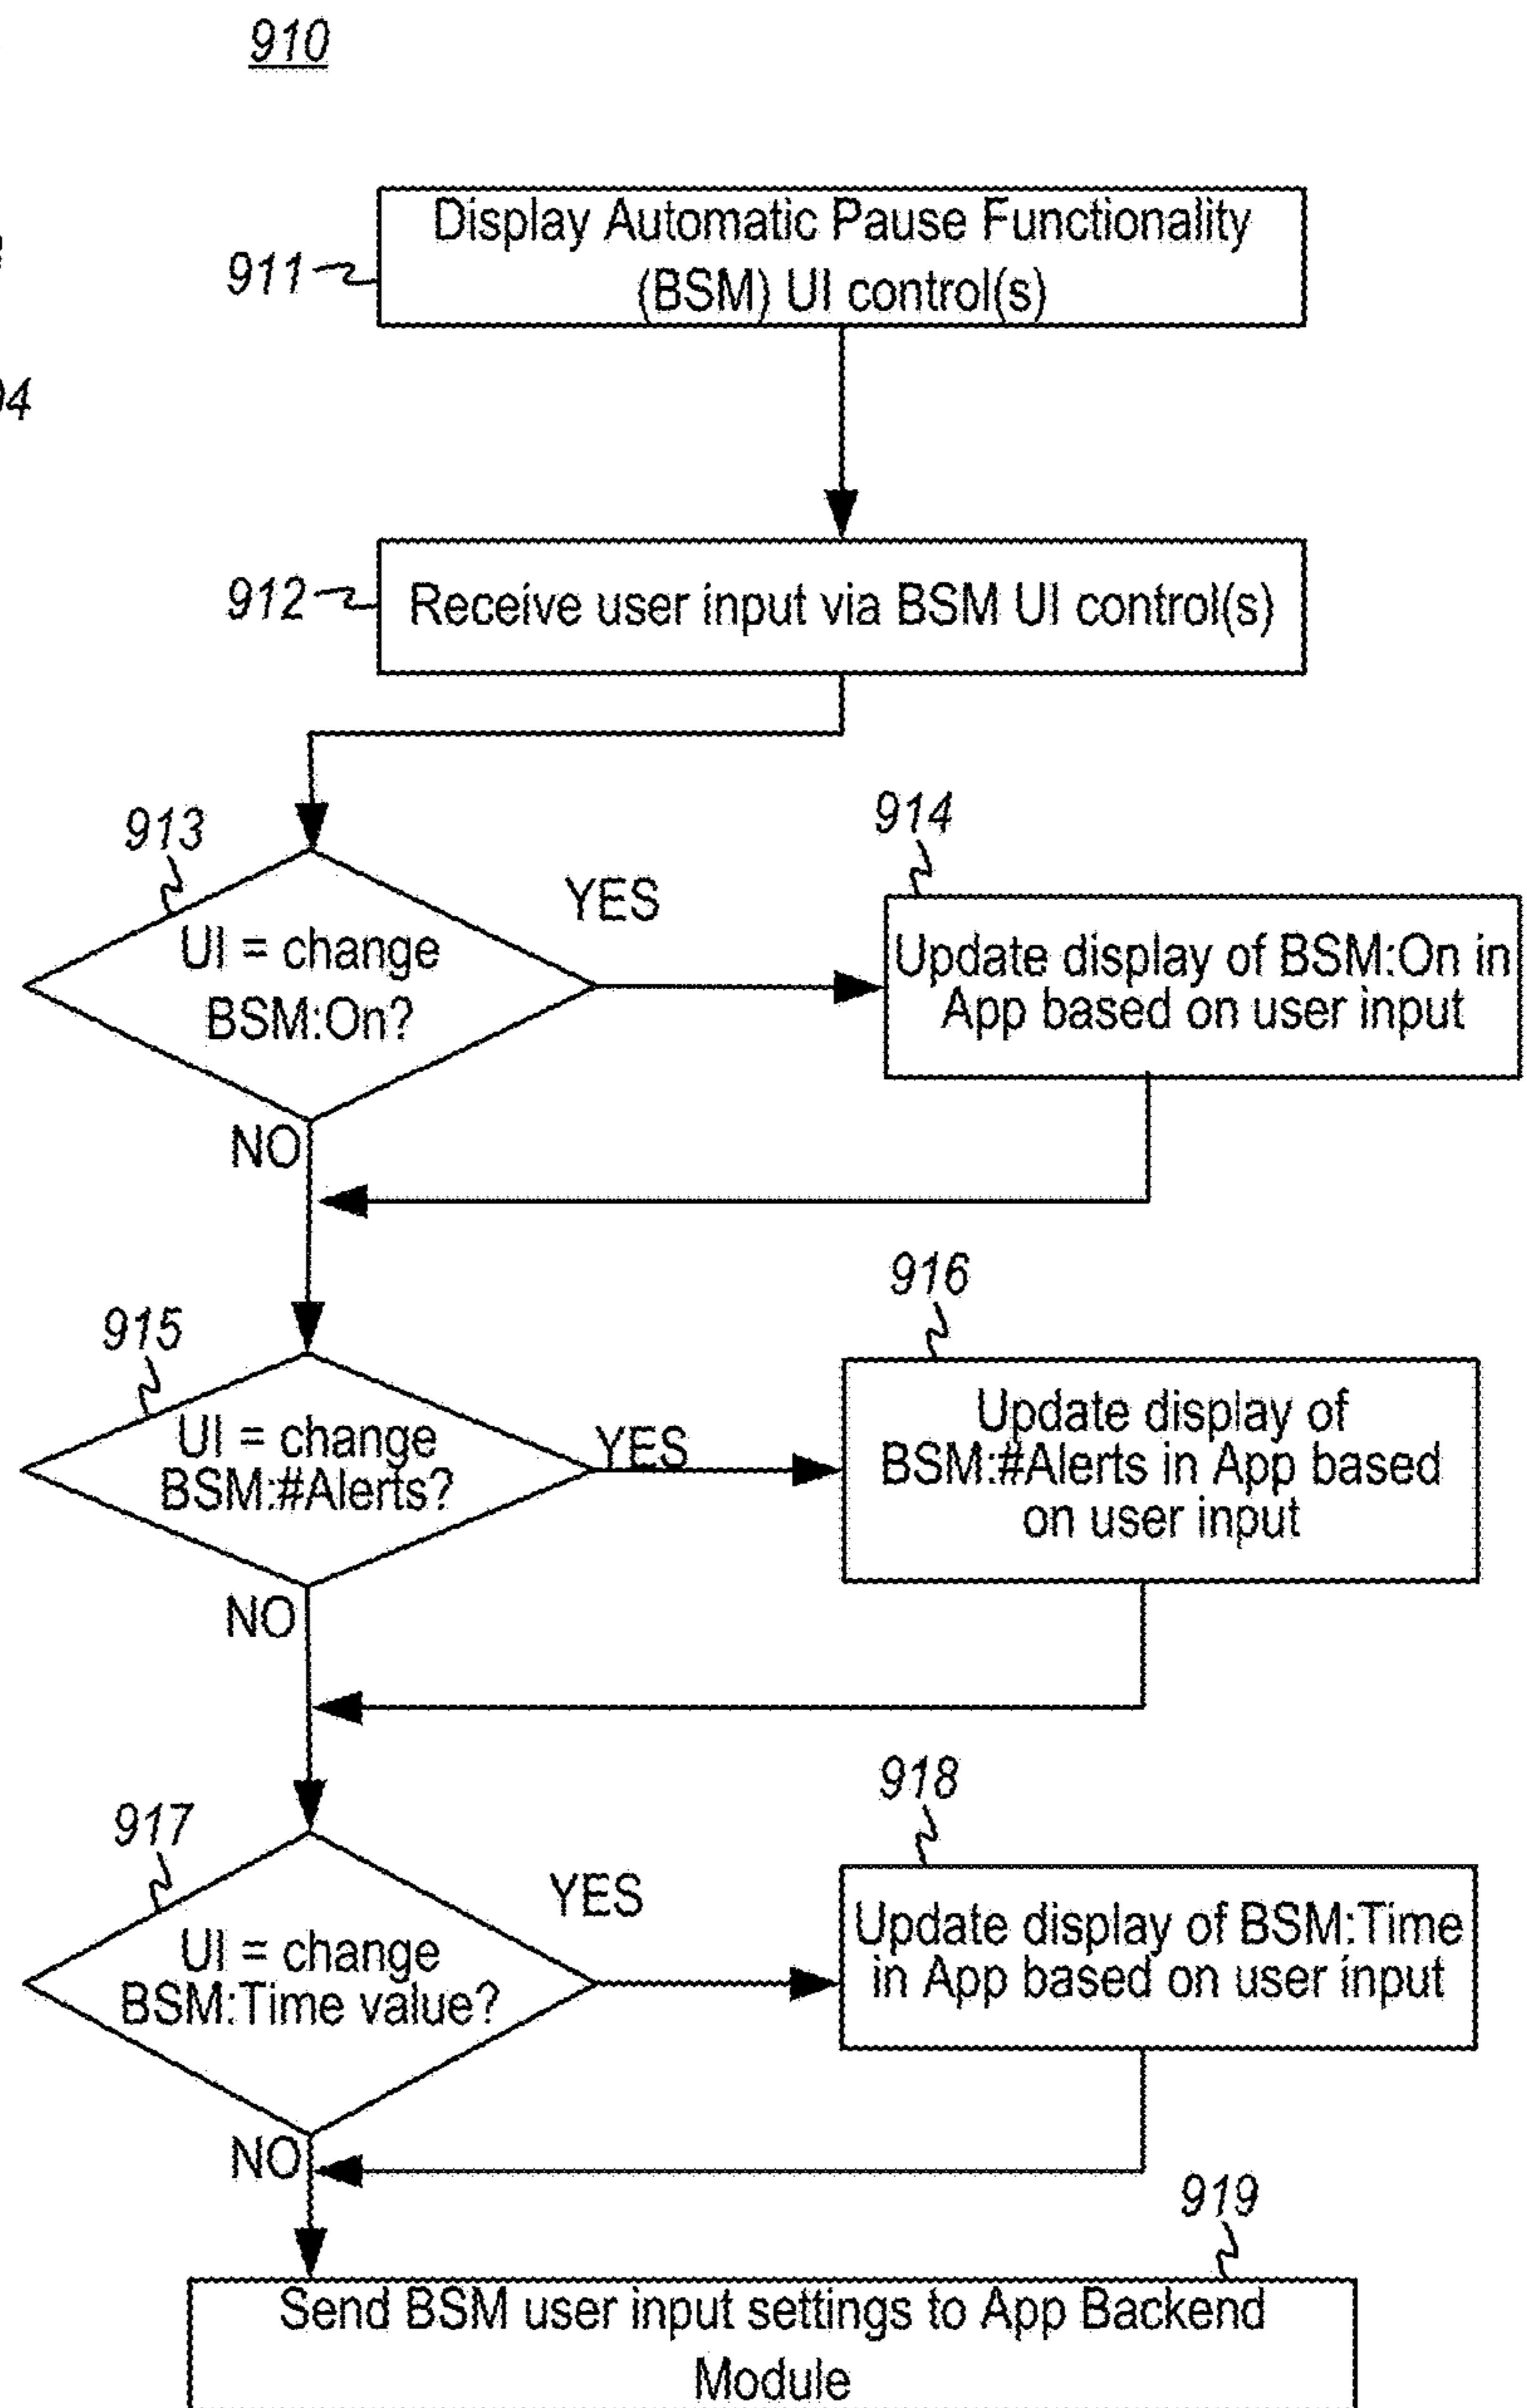 910
Display Automatic Pause Functionality
(BSM) UI control(s)
911
04
912
Receive user input via BSM UI control(s)
913
914
UI = change
BSM:On?
YES
Update display of BSM:On in
App based on user input
NO
915
916
UI = change
BSM:#Alerts?
YES
Update display of
BSM:#Alerts in App based
on user input
NO
917
918
UI = change
BSM:Time value?
YES
Update display of BSM:Time
in App based on user input
NO
919
Send BSM user input settings to App Backend
Module